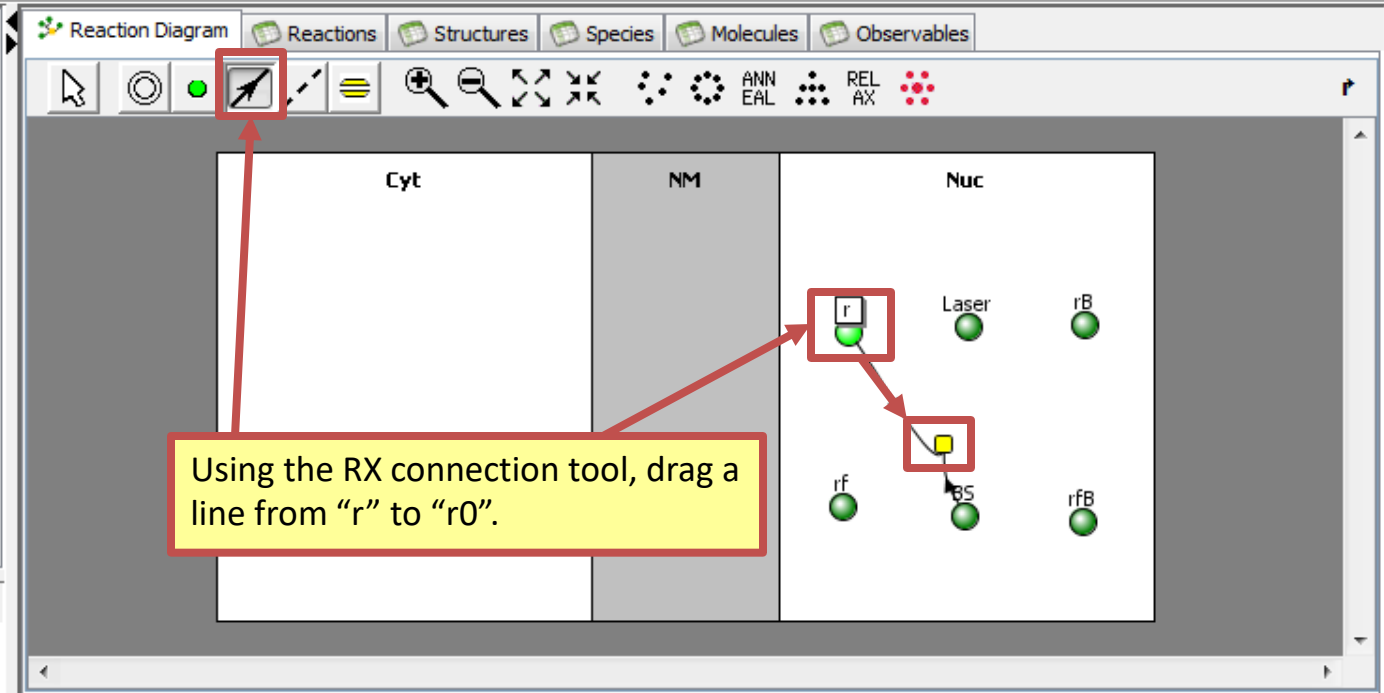 Reaction Diagram Reactions Structures Species Molecules Observables
ANN EAL REL AX
Cyt NM Nuc
r Laser rB
Using the RX connection tool, drag a
line from “r” to “r0”.
rf BS rfB